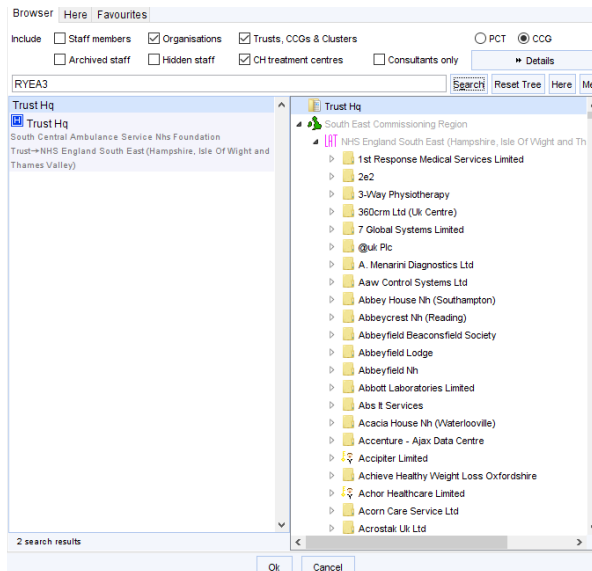 Browser Here Favourites
Include Staff members Organisations Trusts, CCGs & Clusters PCT CCG
Archived staff Hidden staff CH treatment centres Consultants only Details
RYEA3 Search Reset Tree Here
Trust Hq
H Trust Hq
South Central Ambulance Service Nhs Foundation
Trust→NHS England South East (Hampshire, Isle Of Wight and
Thames Valley)
2 search results
Trust Hq
South East Commissioning Region
LAT NHS England South East (Hampshire, Isle Of Wight and Th
1st Response Medical Services Limited
2e2
3-Way Physiotherapy
360crm Ltd (Uk Centre)
7 Global Systems Limited
@uk Plc
A. Menarini Diagnostics Ltd
Aaw Control Systems Ltd
Abbey House Nh (Southampton)
Abbeycrest Nh (Reading)
Abbeyfield Beaconsfield Society
Abbeyfield Lodge
Abbeyfield Nh
Abbott Laboratories Limited
Abs It Services
Acacia House Nh (Waterlooville)
Accenture - Ajax Data Centre
Accipiter Limited
Achieve Healthy Weight Loss Oxfordshire
Achor Healthcare Limited
Acorn Care Service Ltd
Acrostak Uk Ltd
Ok Cancel